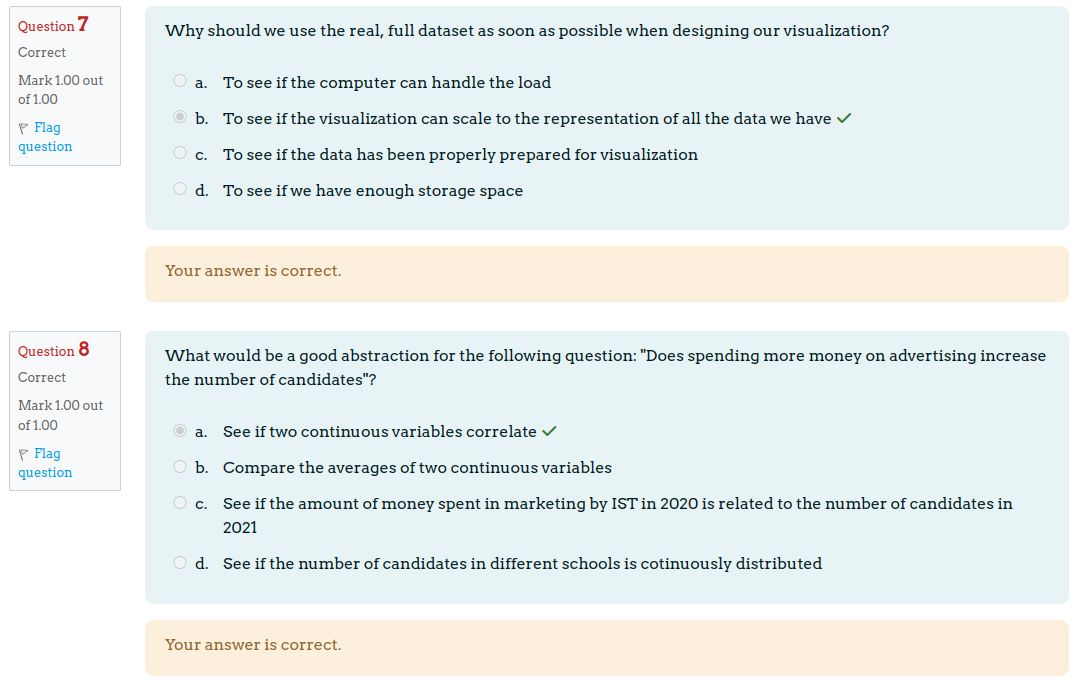 Question 7
Correct
Mark 1.00 out
of 1.00
Flag
question
Why should we use the real, full dataset as soon as possible when designing our visualization?
a. To see if the computer can handle the load
b. To see if the visualization can scale to the representation of all the data we have
c. To see if the data has been properly prepared for visualization
d. To see if we have enough storage space
Your answer is correct.
Question 8
Correct
Mark 1.00 out
of 1.00
Flag
question
What would be a good abstraction for the following question: "Does spending more money on advertising increase
the number of candidates"?
a. See if two continuous variables correlate
b. Compare the averages of two continuous variables
c. See if the amount of money spent in marketing by IST in 2020 is related to the number of candidates in
2021
d. See if the number of candidates in different schools is cotinuously distributed
Your answer is correct.